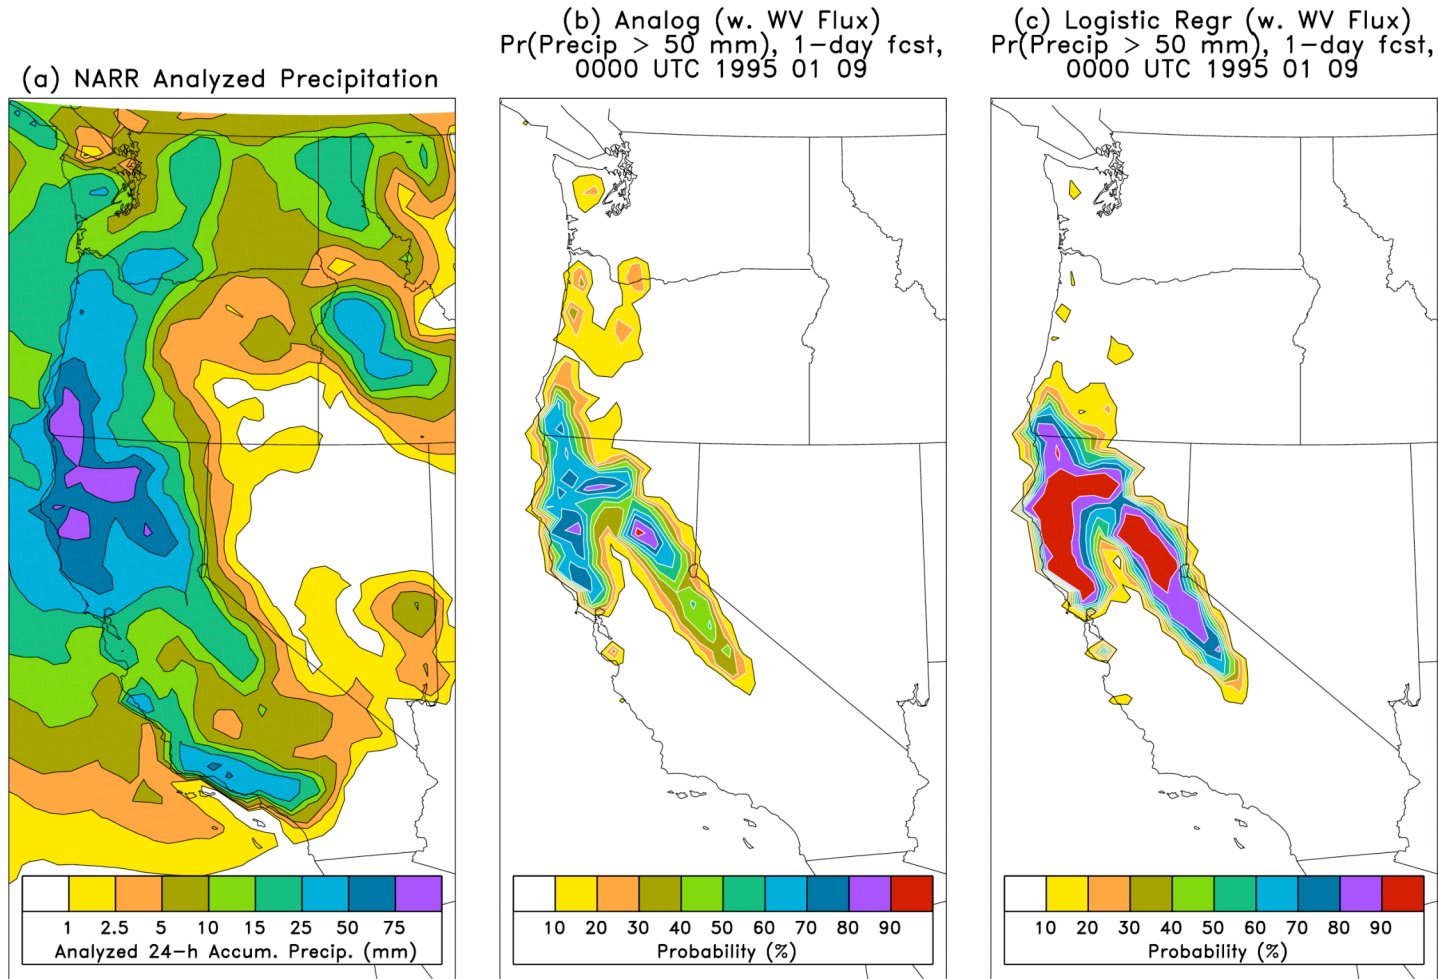 (a) NARR Analyzed Precipitation
1 2.5 5 10 15 25 50 75
Analyzed 24-h Accum. Precip. (mm)
(b) Analog (w. WV Flux)
Pr(Precip > 50 mm), 1-day fcst,
0000 UTC 1995 01 09
10 20 30 40 50 60 70 80 90
Probability (%)
(c) Logistic Regr (w. WV Flux)
Pr(Precip > 50 mm), 1-day fcst,
0000 UTC 1995 01 09
10 20 30 40 50 60 70 80 90
Probability (%)